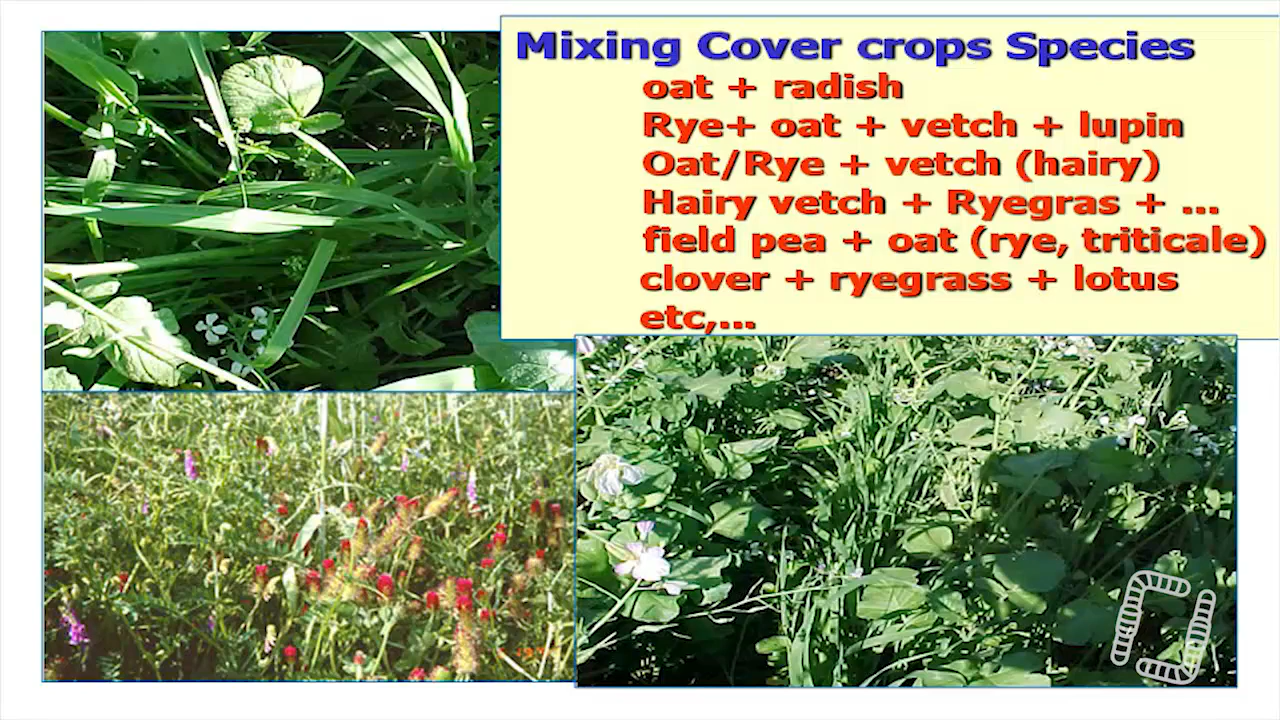 Mixing Cover crops Species
oat + radish
Rye+ oat + vetch + lupin
Oat/Rye + vetch (hairy)
Hairy vetch + Ryegras + ...
field pea + oat (rye, triticale)
clover + ryegrass + lotus
etc,...